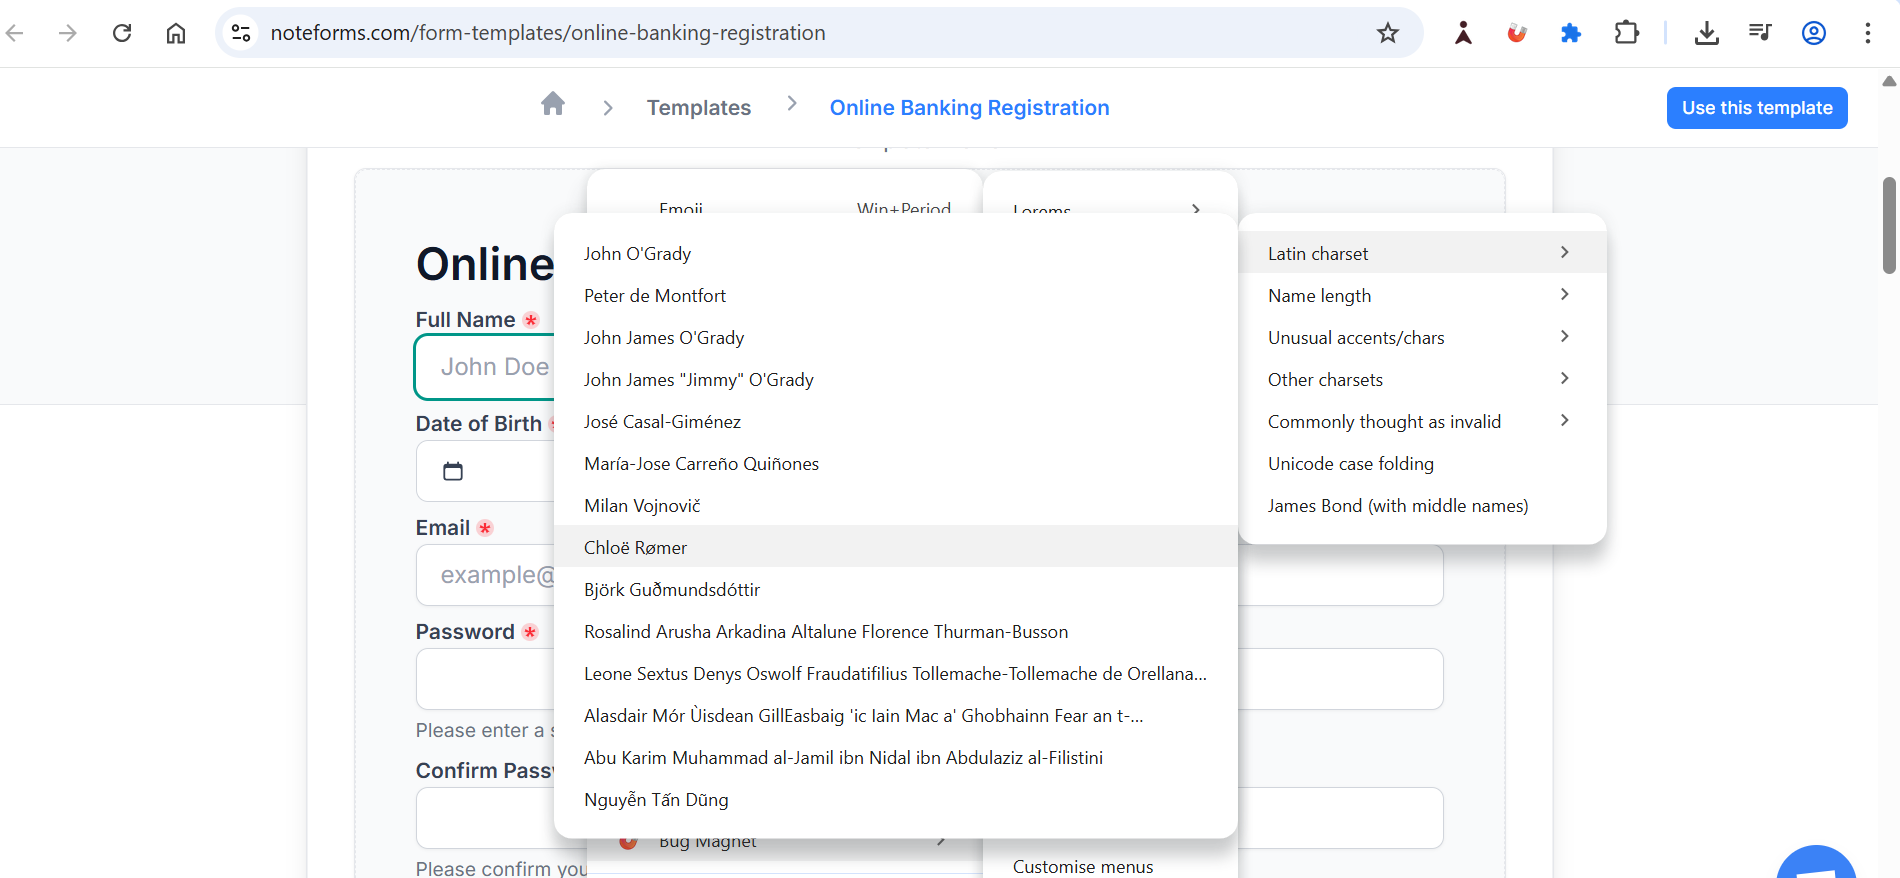 noteforms.com/form-templates/online-banking-registration
Templates
Online Banking Registration
Use this template
Emoji
Win+Period
Lorems
Online
Full Name *
John Doe
Date of Birth
Email *
example@
Password *
Please enter a s
Confirm Pass
Please confirm you
John O'Grady
Peter de Montfort
John James O'Grady
John James "Jimmy" O'Grady
José Casal-Giménez
María-Jose Carreño Quiñones
Milan Vojnovič
Chloë Rømer
Björk Guðmundsdóttir
Rosalind Arusha Arkadina Altalune Florence Thurman-Busson
Leone Sextus Denys Oswolf Fraudatifilius Tollemache-Tollemache de Orellana...
Alasdair Mór Ùisdean GillEasbaig 'ic Iain Mac a' Ghobhainn Fear an t-...
Abu Karim Muhammad al-Jamil ibn Nidal ibn Abdulaziz al-Filistini
Nguyễn Tấn Dũng
Latin charset
Name length
Unusual accents/chars
Other charsets
Commonly thought as invalid
Unicode case folding
James Bond (with middle names)
Bug Magnet
Customise menus